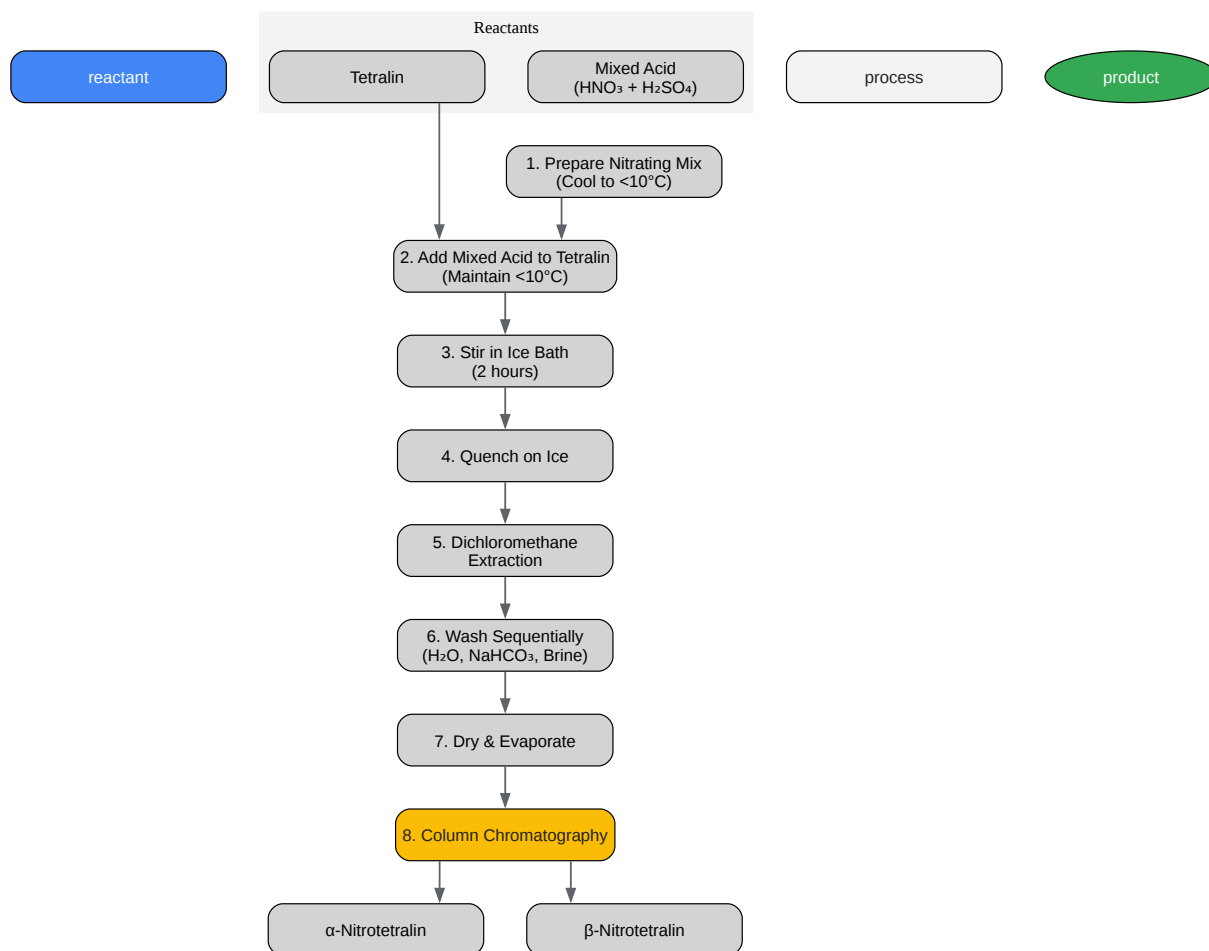 Reactants
reactant
Tetralin
Mixed Acid
(HNO₃ + H₂SO₄)
process
product
1. Prepare Nitrating Mix
(Cool to <10°C)
2. Add Mixed Acid to Tetralin
(Maintain <10°C)
3. Stir in Ice Bath
(2 hours)
4. Quench on Ice
5. Dichloromethane
Extraction
6. Wash Sequentially
(H₂O, NaHCO₃, Brine)
7. Dry & Evaporate
8. Column Chromatography
α-Nitrotetralin
β-Nitrotetralin